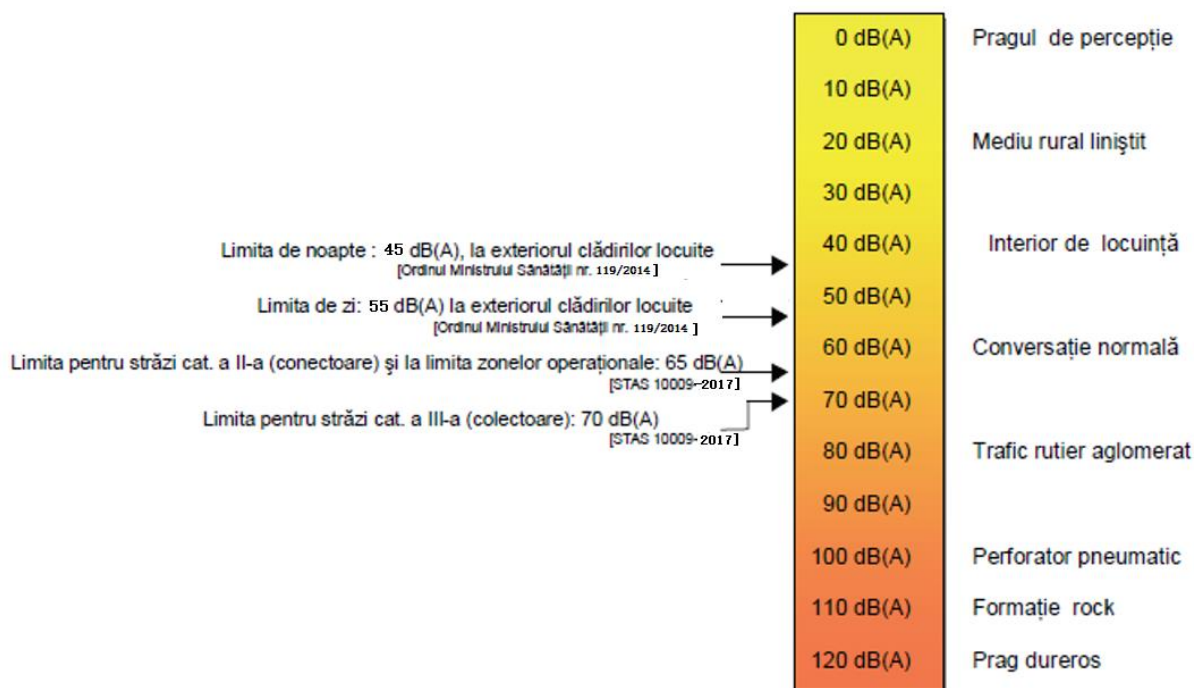 0 dB(A) Pragul de percepție
10 dB(A)
20 dB(A) Mediu rural liniştit
30 dB(A)
Limita de noapte : 45 dB(A), la exteriorul clădirilor locuite
[Ordinul Ministrului Sănătății nr. 119/2014 ]
40 dB(A) Interior de locuință
Limita de zi: 55 dB(A) la exteriorul clădirilor locuite
[Ordinul Ministrului Sănătății nr. 119/2014 ]
50 dB(A)
Limita pentru străzi cat. a II-a (conectoare) și la limita zonelor operaționale: 65 dB(A)
[STAS 10009-2017]
60 dB(A) Conversație normală
Limita pentru străzi cat. a III-a (colectoare): 70 dB(A)
[STAS 10009-2017]
70 dB(A)
80 dB(A) Trafic rutier aglomerat
90 dB(A)
100 dB(A) Perforator pneumatic
110 dB(A) Formație rock
120 dB(A) Prag dureros